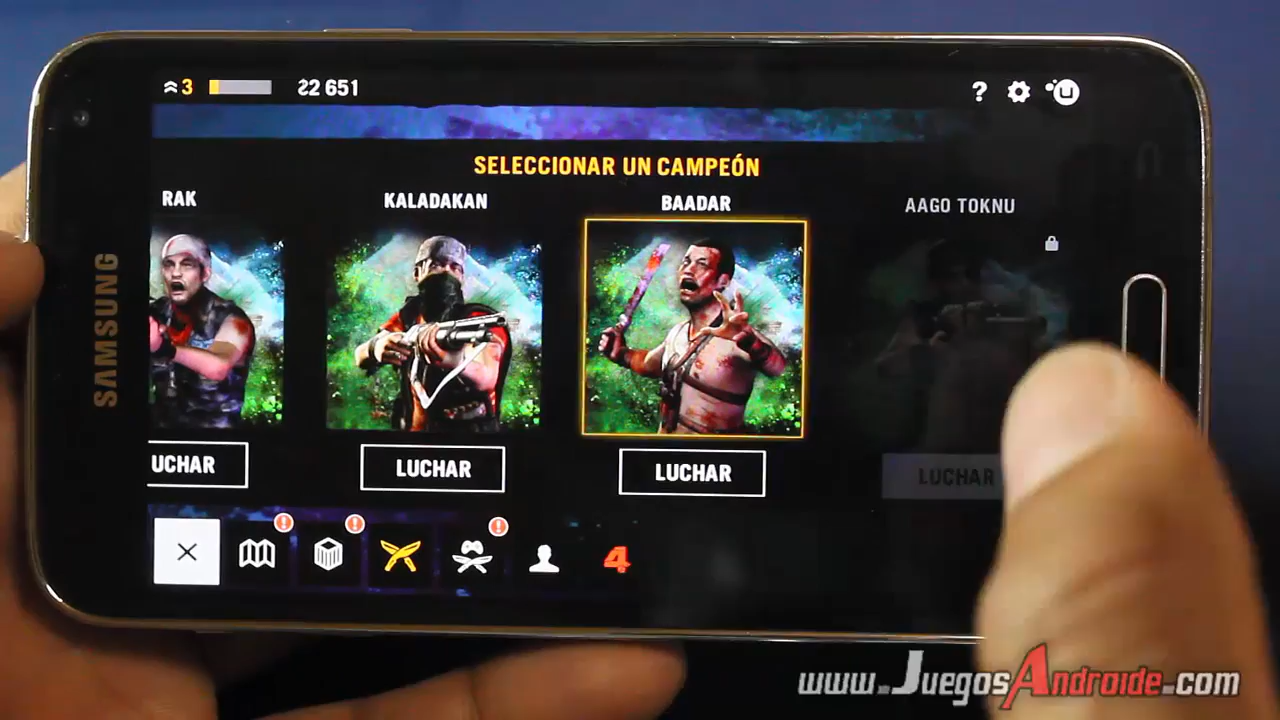 3
22 651
?
SELECCIONAR UN CAMPEÓN
RAK
KALADAKAN
BAADAR
AAGO TOKNU
SAMSUNG
UCHAR
LUCHAR
LUCHAR
LUCHAR
4
www.JuegosAndroide.com